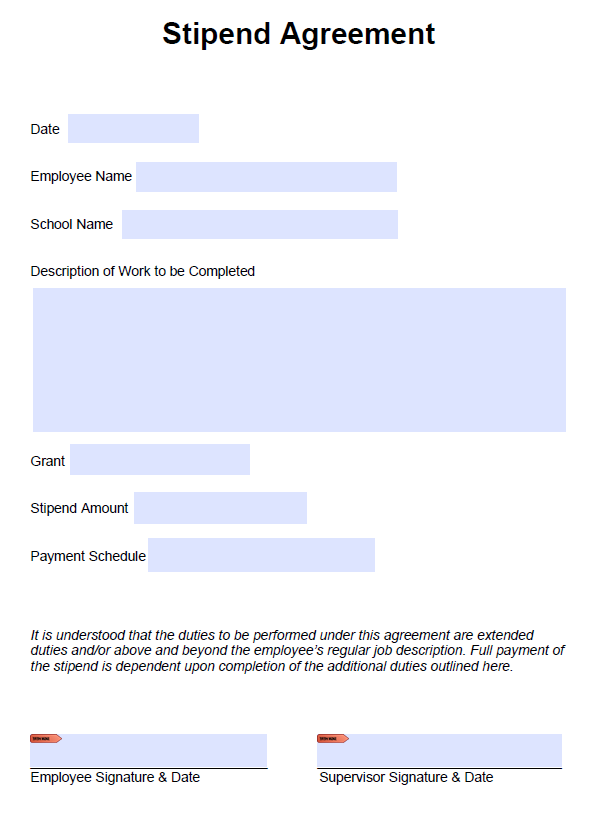 Stipend Agreement
Date
Employee Name
School Name
Description of Work to be Completed
Grant
Stipend Amount
Payment Schedule
It is understood that the duties to be performed under this agreement are extended
duties and/or above and beyond the employee's regular job description. Full payment of
the stipend is dependent upon completion of the additional duties outlined here.
Employee Signature & Date
Supervisor Signature & Date